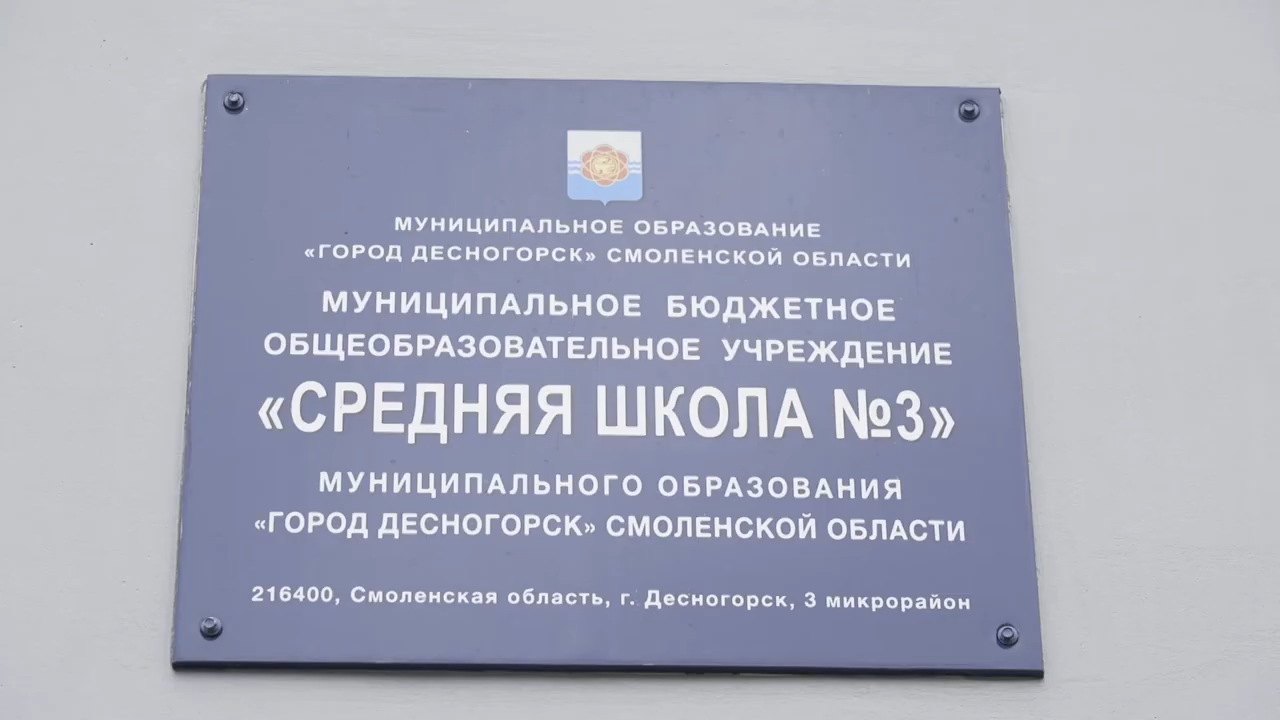 МУНИЦИПАЛЬНОЕ ОБРАЗОВАНИЕ
«ГОРОД ДЕСНОГОРСК» СМОЛЕНСКОЙ ОБЛАСТИ
МУНИЦИПАЛЬНОЕ БЮДЖЕТНОЕ
ОБЩЕОБРАЗОВАТЕЛЬНОЕ УЧРЕЖДЕНИЕ
«СРЕДНЯЯ ШКОЛА №3»
МУНИЦИПАЛЬНОГО ОБРАЗОВАНИЯ
«ГОРОД ДЕСНОГОРСК» СМОЛЕНСКОЙ ОБЛАСТИ
216400, Смоленская область, г. Десногорск, 3 микрорайон